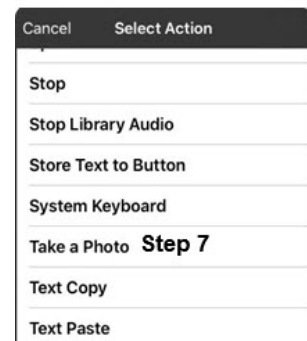 Cancel Select Action
Stop
Stop Library Audio
Store Text to Button
System Keyboard
Take a Photo Step 7
Text Copy
Text Paste